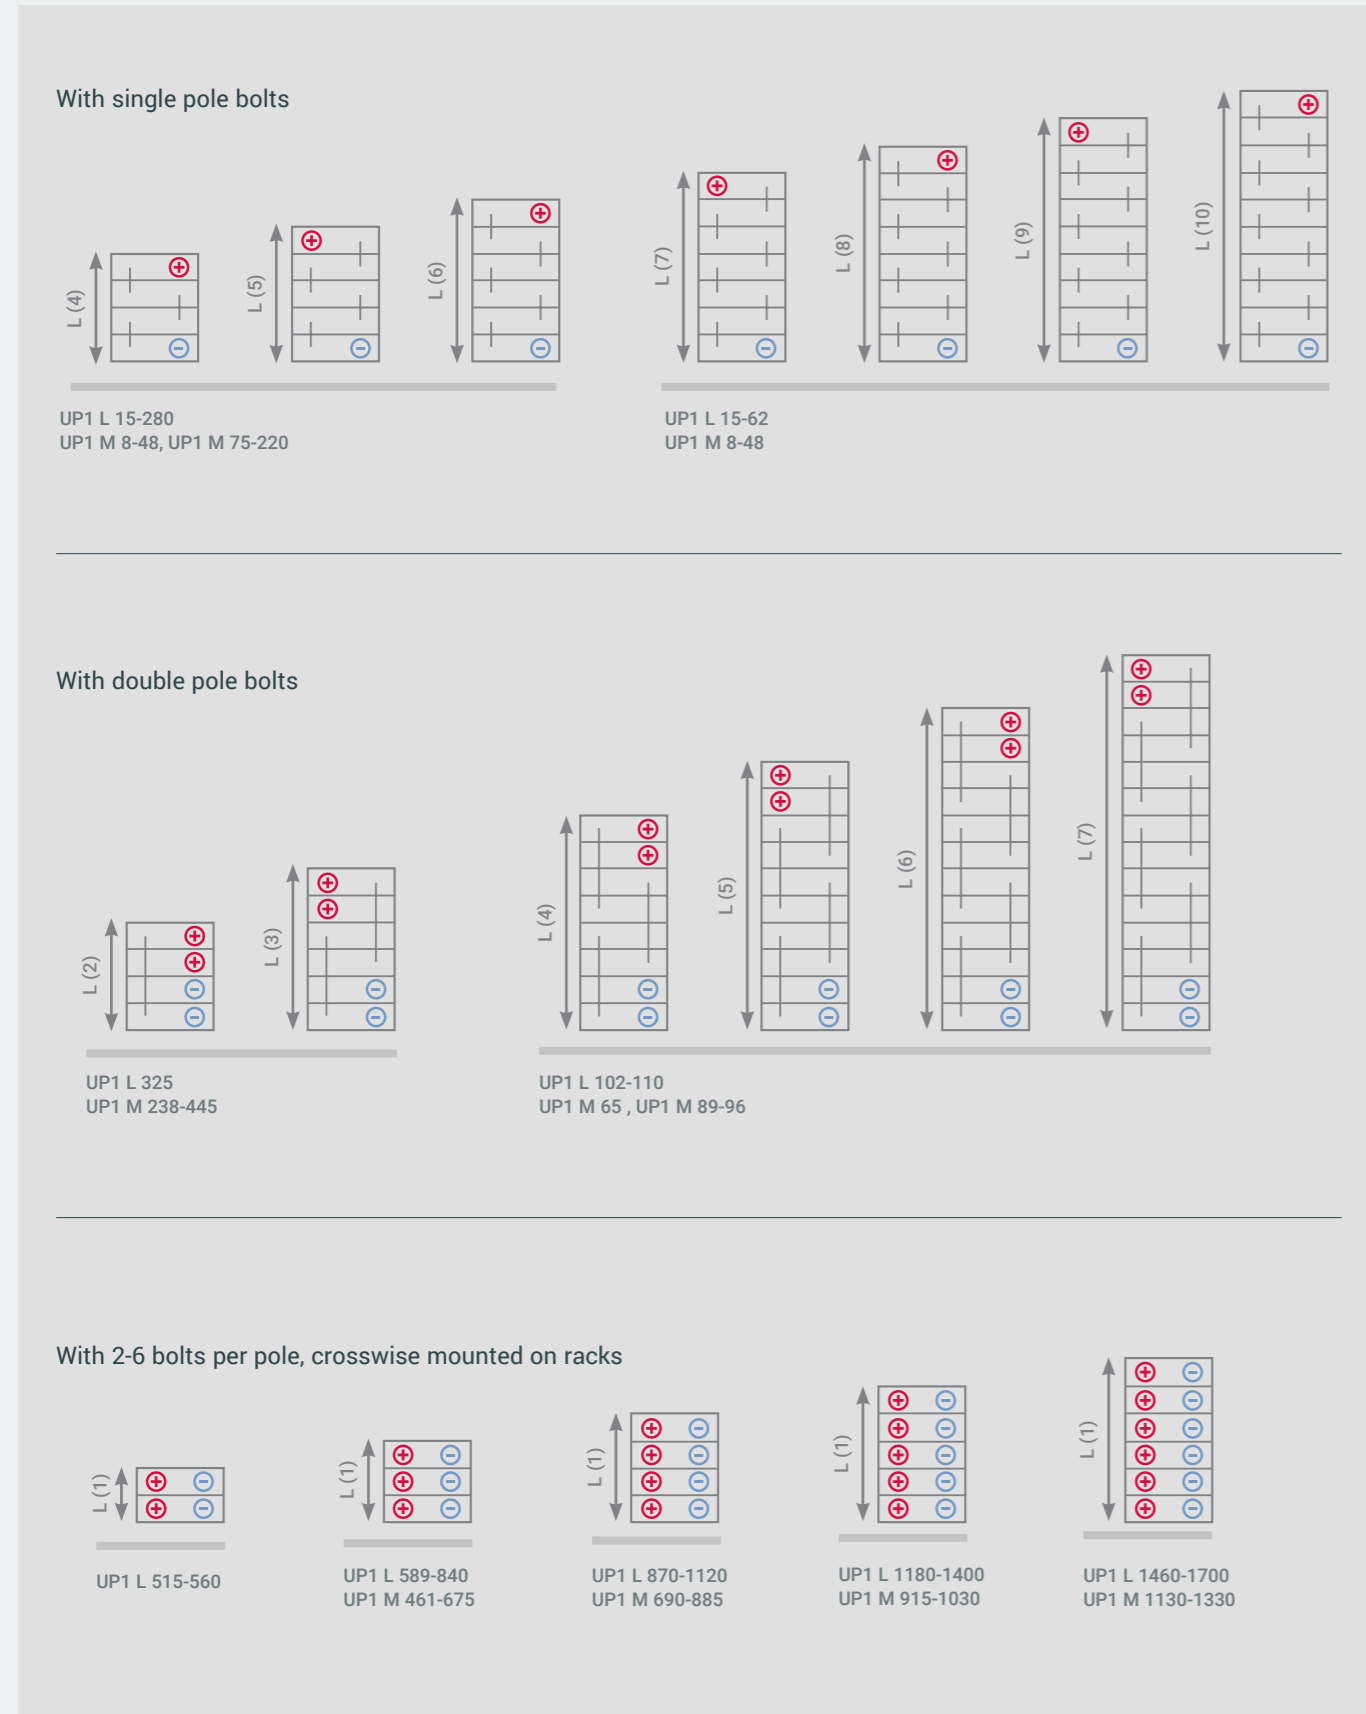 With single pole bolts
L (4)
L (5)
L (6)
L (7)
L (8)
L (9)
L (10)
UP1 L 15-280
UP1 M 8-48, UP1 M 75-220
UP1 L 15-62
UP1 M 8-48
With double pole bolts
L (2)
L (3)
L (4)
L (5)
L (6)
L (7)
UP1 L 325
UP1 M 238-445
UP1 L 102-110
UP1 M 65 , UP1 M 89-96
With 2-6 bolts per pole, crosswise mounted on racks
L (1)
L (1)
L (1)
L (1)
L (1)
UP1 L 515-560
UP1 L 589-840
UP1 M 461-675
UP1 L 870-1120
UP1 M 690-885
UP1 L 1180-1400
UP1 M 915-1030
UP1 L 1460-1700
UP1 M 1130-1330